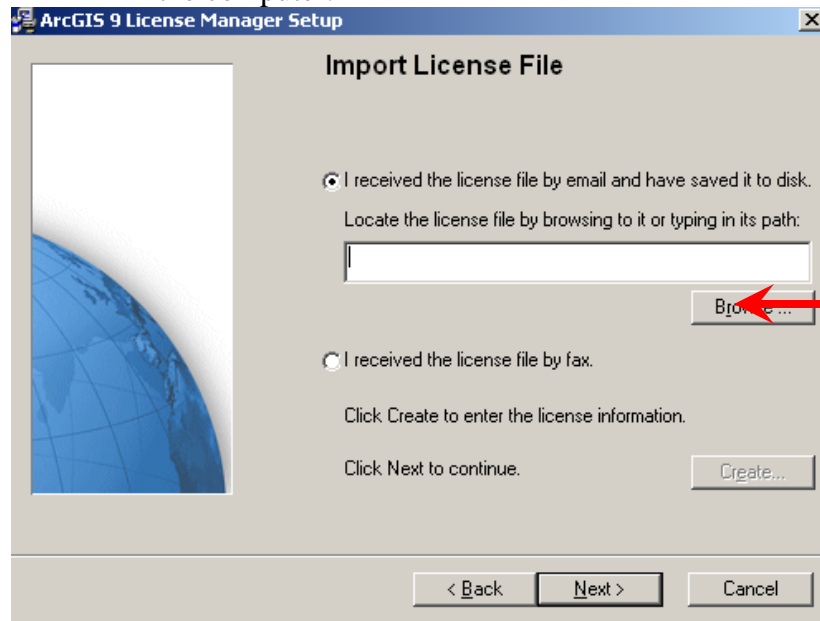 ArcGIS 9 License Manager Setup
Import License File
I received the license file by email and have saved it to disk.
Locate the license file by browsing to it or typing in its path:
I received the license file by fax.
Click Create to enter the license information.
Click Next to continue.
Create...
< Back
Next >
Cancel